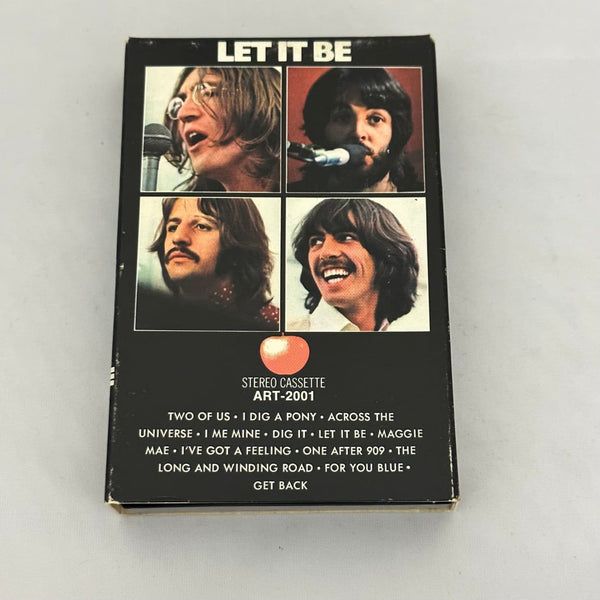 LET IT BE
STEREO CASSETTE
ART-2001
TWO OF US • I DIG A PONY • ACROSS THE
UNIVERSE • I ME MINE • DIG IT • LET IT BE • MAGGIE
MAE • I'VE GOT A FEELING • ONE AFTER 909 • THE
LONG AND WINDING ROAD • FOR YOU BLUE •
GET BACK